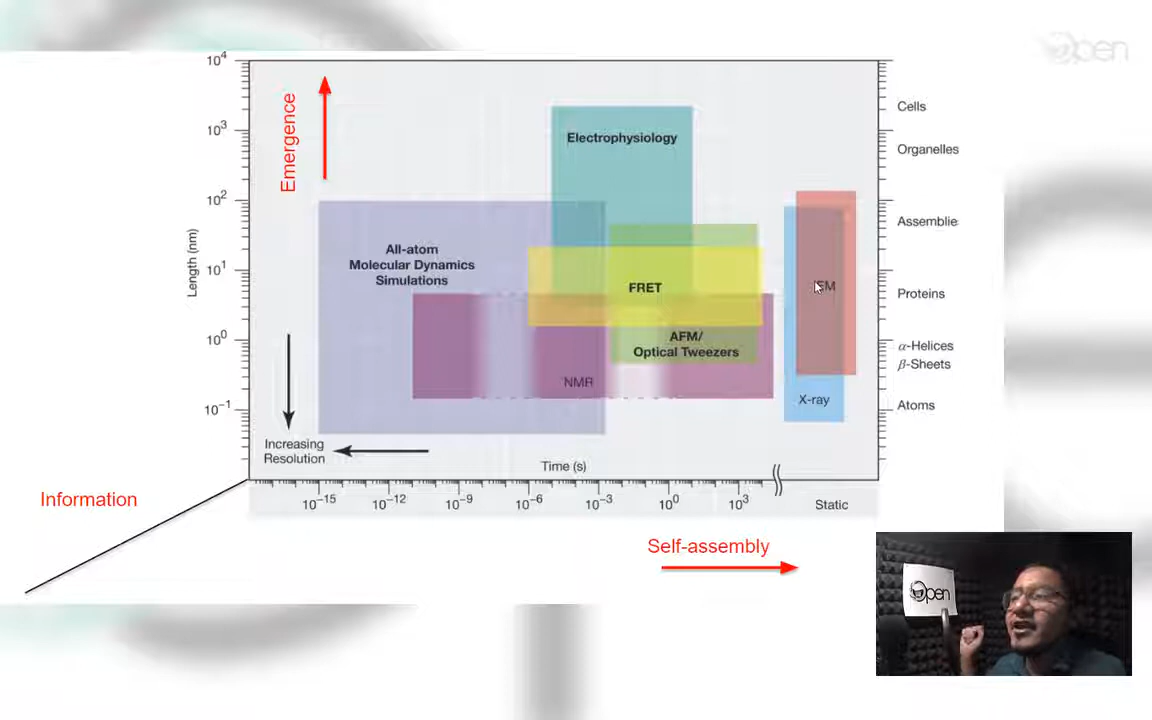 Open
10⁴
10³
10²
10¹
10⁰
10⁻¹
Length (nm)
Emergence
Electrophysiology
All-atom
Molecular Dynamics
Simulations
FRET
AFM/
Optical Tweezers
NMR
EM
X-ray
Cells
Organelles
Assemblie
Proteins
α-Helices
β-Sheets
Atoms
Increasing
Resolution
Time (s)
10⁻¹⁵ 10⁻¹² 10⁻⁹ 10⁻⁶ 10⁻³ 10⁰ 10³ Static
Information
Self-assembly
Open